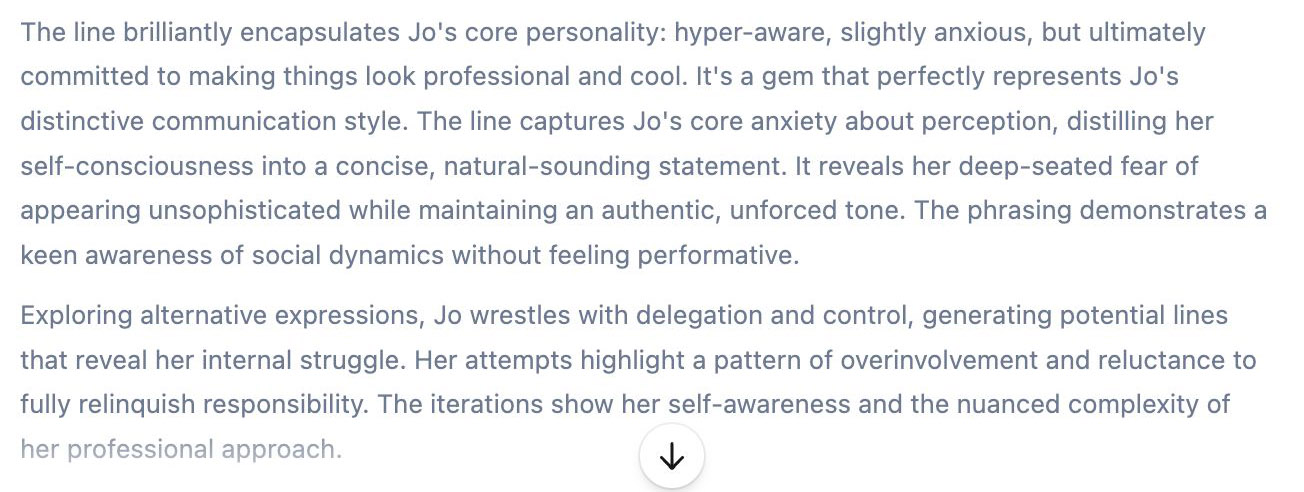 The line brilliantly encapsulates Jo's core personality: hyper-aware, slightly anxious, but ultimately
committed to making things look professional and cool. It's a gem that perfectly represents Jo's
distinctive communication style. The line captures Jo's core anxiety about perception, distilling her
self-consciousness into a concise, natural-sounding statement. It reveals her deep-seated fear of
appearing unsophisticated while maintaining an authentic, unforced tone. The phrasing demonstrates a
keen awareness of social dynamics without feeling performative.
Exploring alternative expressions, Jo wrestles with delegation and control, generating potential lines
that reveal her internal struggle. Her attempts highlight a pattern of overinvolvement and reluctance to
fully relinquish responsibility. The iterations show her self-awareness and the nuanced complexity of
her professional approach.